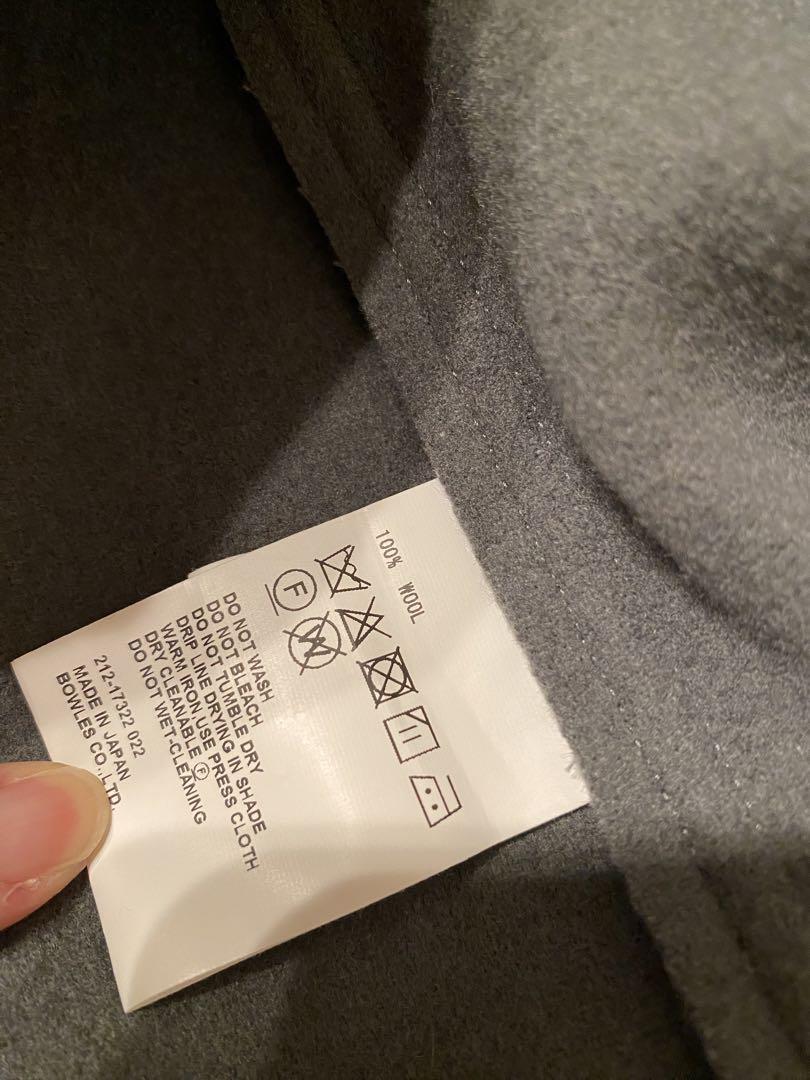 100% WOOL
F
W
DO NOT WASH
DO NOT BLEACH
DO NOT TUMBLE DRY
DRIP LINE DRYING IN SHADE
WARM IRON USE PRESS CLOTH
DRY CLEANABLE Ⓕ
DO NOT WET-CLEANING
212-17322 022
MADE IN JAPAN
BOWLES CO.,LTD.